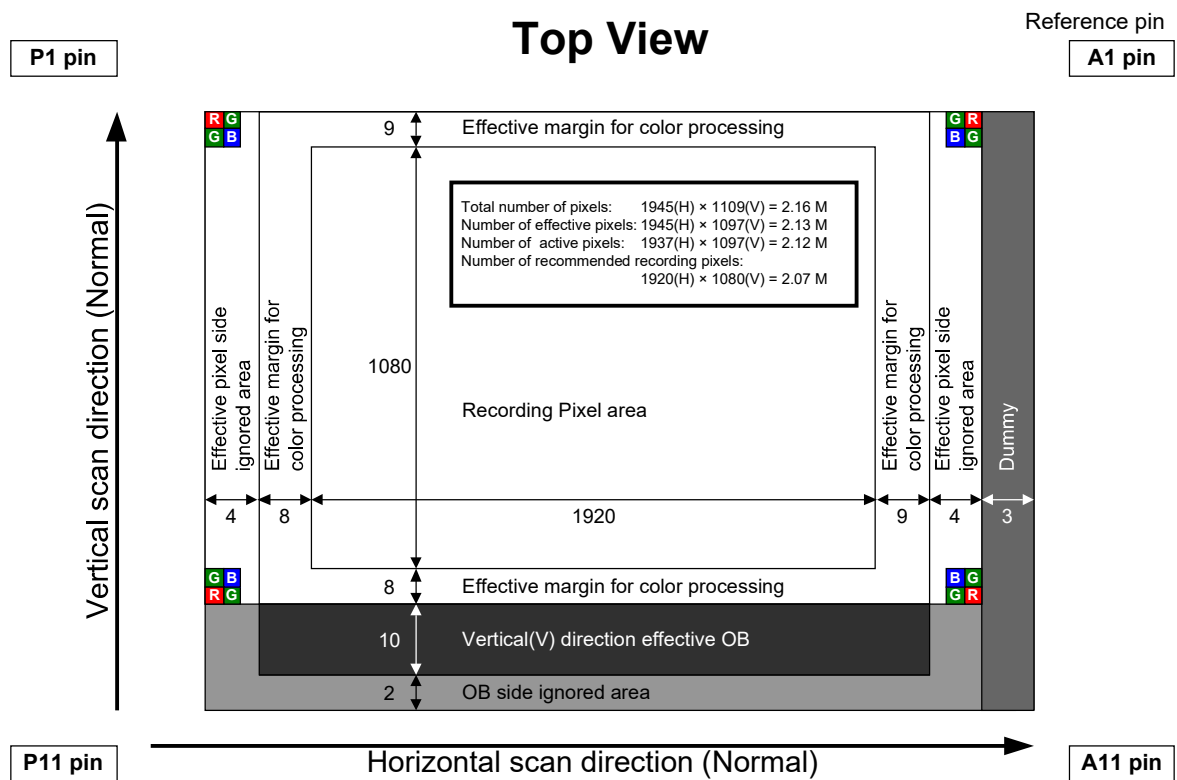 Top View
Reference pin
P1 pin
A1 pin
R G
G B
G R
B G
9
Effective margin for color processing
Total number of pixels: 1945(H) × 1109(V) = 2.16 M
Number of effective pixels: 1945(H) × 1097(V) = 2.13 M
Number of active pixels: 1937(H) × 1097(V) = 2.12 M
Number of recommended recording pixels:
1920(H) × 1080(V) = 2.07 M
Vertical scan direction (Normal)
Effective pixel side
ignored area
Effective margin for
color processing
1080
Recording Pixel area
Effective margin for
color processing
Effective pixel side
ignored area
Dummy
4
8
1920
9
4
3
G B
R G
B G
G R
8
Effective margin for color processing
10
Vertical(V) direction effective OB
2
OB side ignored area
P11 pin
Horizontal scan direction (Normal)
A11 pin